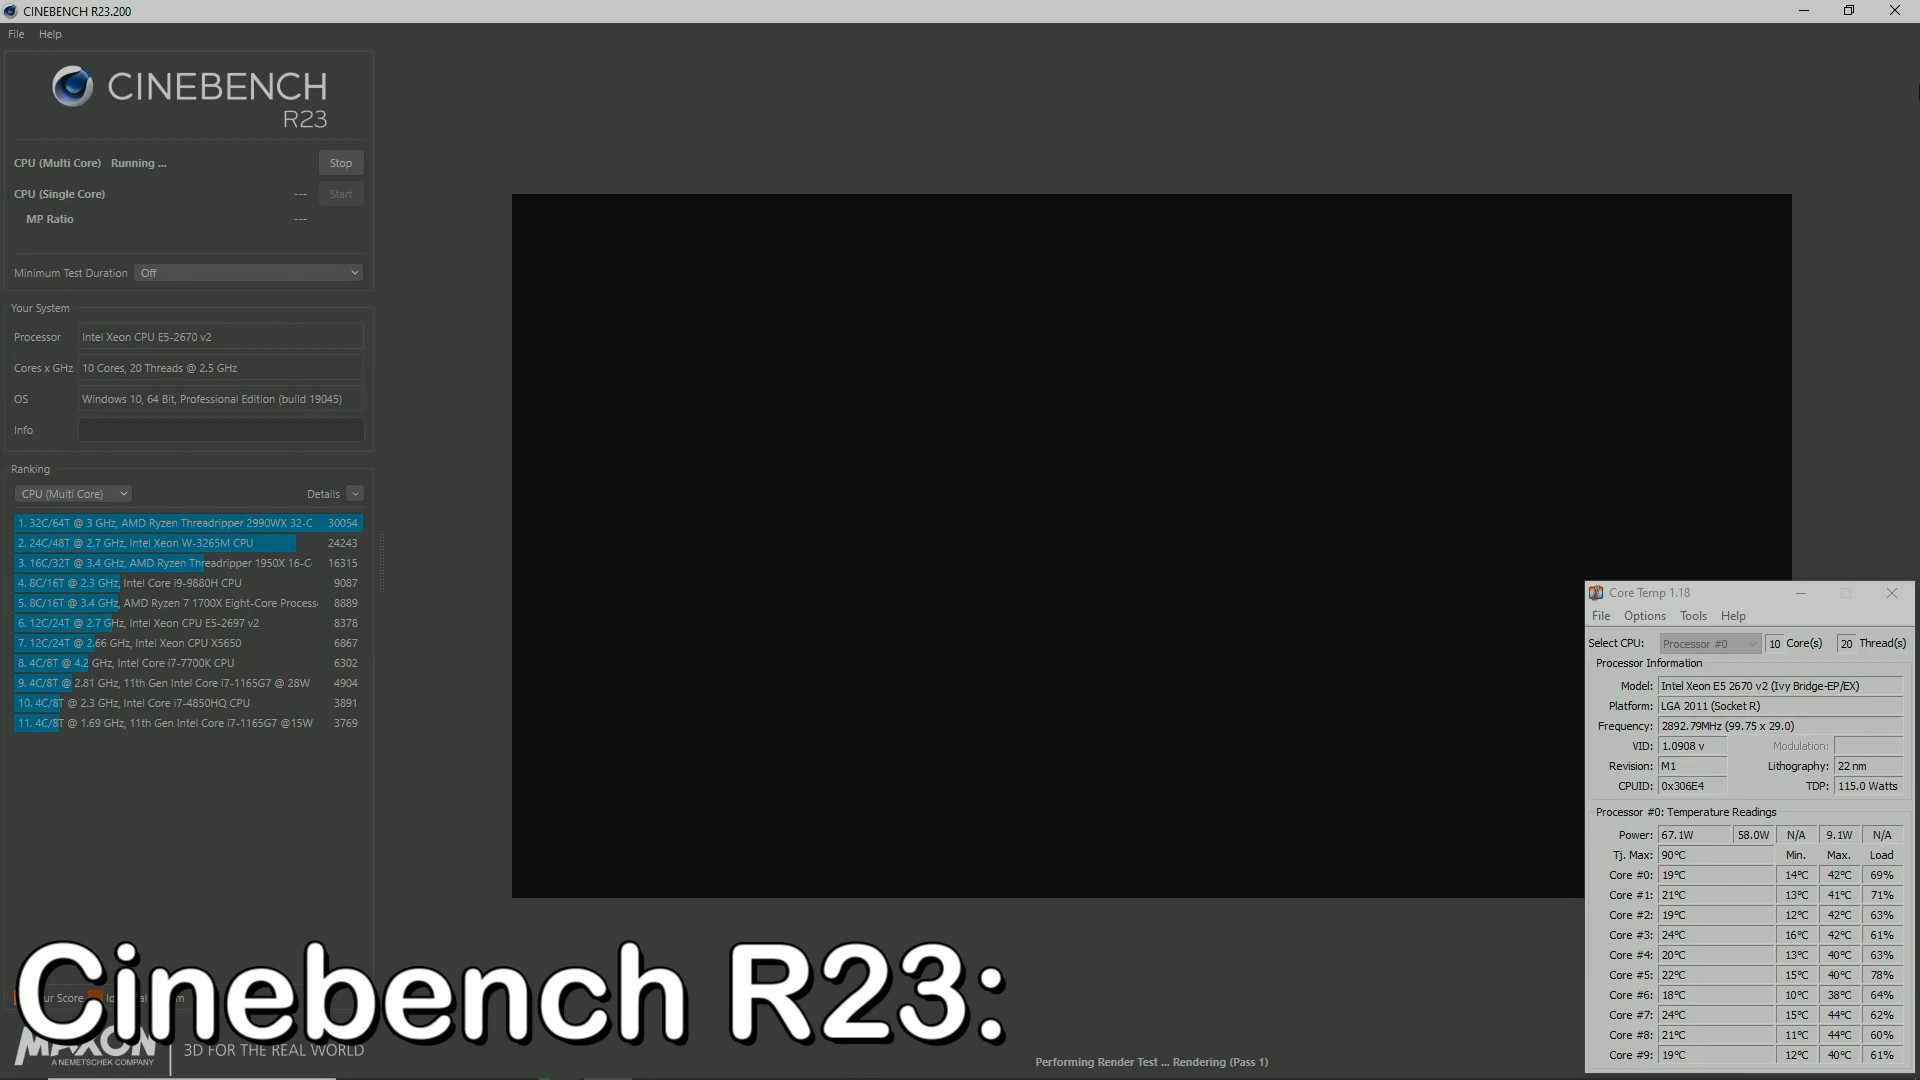 CINEBENCH R23.200
File Help
CINEBENCH
R23
CPU (Multi Core) Running ... Stop
CPU (Single Core) --- Start
MP Ratio ---
Minimum Test Duration Off
Your System
Processor Intel Xeon CPU E5-2670 v2
Cores x GHz 10 Cores, 20 Threads @ 2.5 GHz
OS Windows 10, 64 Bit, Professional Edition (build 19045)
Info
Ranking
CPU (Multi Core) Details
1. 32C/64T @ 3 GHz, AMD Ryzen Threadripper 2990WX 32-C 30054
2. 24C/48T @ 2.7 GHz, Intel Xeon W-3265M CPU 24243
3. 16C/32T @ 3.4 GHz, AMD Ryzen Threadripper 1950X 16-C 16315
4. 8C/16T @ 2.3 GHz, Intel Core i9-9880H CPU 9087
5. 8C/16T @ 3.4 GHz, AMD Ryzen 7 1700X Eight-Core Process 8889
6. 12C/24T @ 2.7 GHz, Intel Xeon CPU E5-2697 v2 8378
7. 12C/24T @ 2.66 GHz, Intel Xeon CPU X5650 6867
8. 4C/8T @ 4.2 GHz, Intel Core i7-7700K CPU 6302
9. 4C/8T @ 2.81 GHz, 11th Gen Intel Core i7-1165G7 @ 28W 4904
10. 4C/8T @ 2.3 GHz, Intel Core i7-4850HQ CPU 3891
11. 4C/8T @ 1.69 GHz, 11th Gen Intel Core i7-1165G7 @15W 3769
Cinebench R23:
Score
MAXON
A NEMETSCHEK COMPANY
3D FOR THE REAL WORLD
Performing Render Test ... Rendering (Pass 1)
Core Temp 1.18
File Options Tools Help
Select CPU: Processor #0 10 Core(s) 20 Thread(s)
Processor Information
Model: Intel Xeon E5 2670 v2 (Ivy Bridge-EP/EX)
Platform: LGA 2011 (Socket R)
Frequency: 2892.79MHz (99.75 x 29.0)
VID: 1.0908 v Modulation:
Revision: M1 Lithography: 22 nm
CPUID: 0x306E4 TDP: 115.0 Watts
Processor #0: Temperature Readings
Power: 67.1W 58.0W N/A 9.1W N/A
Tj. Max: 90°C Min. Max. Load
Core #0: 19°C 14°C 42°C 69%
Core #1: 21°C 13°C 41°C 71%
Core #2: 19°C 12°C 42°C 63%
Core #3: 24°C 16°C 42°C 61%
Core #4: 20°C 13°C 40°C 63%
Core #5: 22°C 15°C 40°C 78%
Core #6: 18°C 10°C 38°C 64%
Core #7: 24°C 15°C 44°C 62%
Core #8: 21°C 11°C 44°C 60%
Core #9: 19°C 12°C 40°C 61%